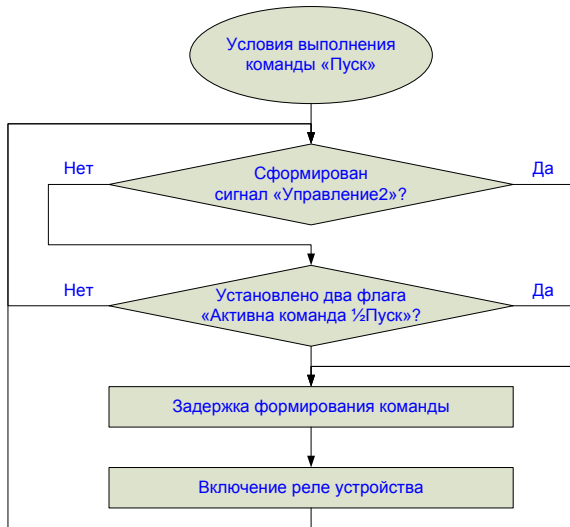 Условия выполнения
команды «Пуск»
Нет
Сформирован
сигнал «Управление2»?
Да
Нет
Установлено два флага
«Активна команда ½Пуск»?
Да
Задержка формирования команды
Включение реле устройства